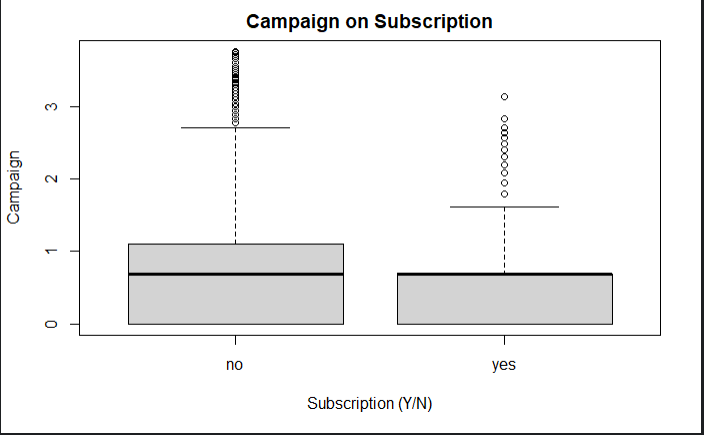 Campaign on Subscription
3
2
1
0
Campaign
no
yes
Subscription (Y/N)